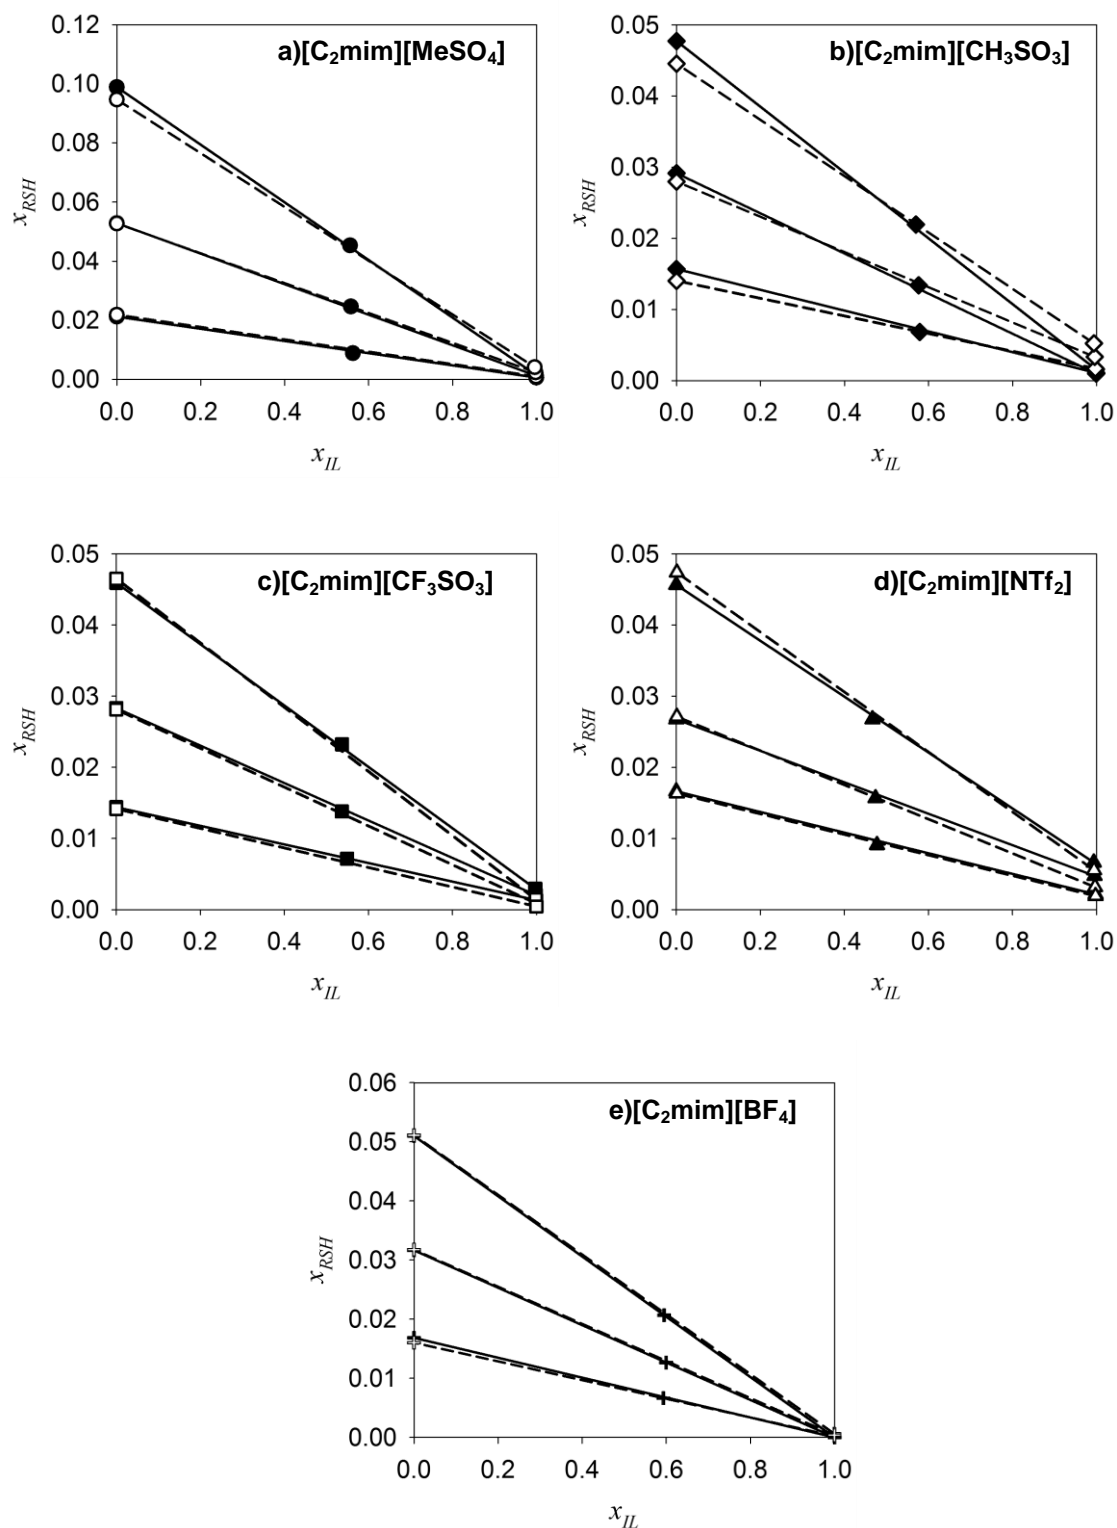 a)[C₂mim][MeSO₄]
0.12
0.10
0.08
0.06
0.04
0.02
0.00
x_RSH
0.0 0.2 0.4 0.6 0.8 1.0
x_IL
b)[C₂mim][CH₃SO₃]
0.05
0.04
0.03
0.02
0.01
0.00
x_RSH
0.0 0.2 0.4 0.6 0.8 1.0
x_IL
c)[C₂mim][CF₃SO₃]
0.05
0.04
0.03
0.02
0.01
0.00
x_RSH
0.0 0.2 0.4 0.6 0.8 1.0
x_IL
d)[C₂mim][NTf₂]
0.05
0.04
0.03
0.02
0.01
0.00
x_RSH
0.0 0.2 0.4 0.6 0.8 1.0
x_IL
e)[C₂mim][BF₄]
0.06
0.05
0.04
0.03
0.02
0.01
0.00
x_RSH
0.0 0.2 0.4 0.6 0.8 1.0
x_IL